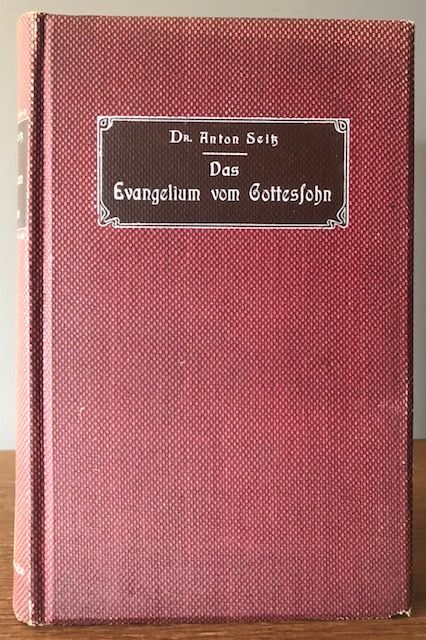 Dr. Anton Seitz
Das
Evangelium vom Gottesſohn